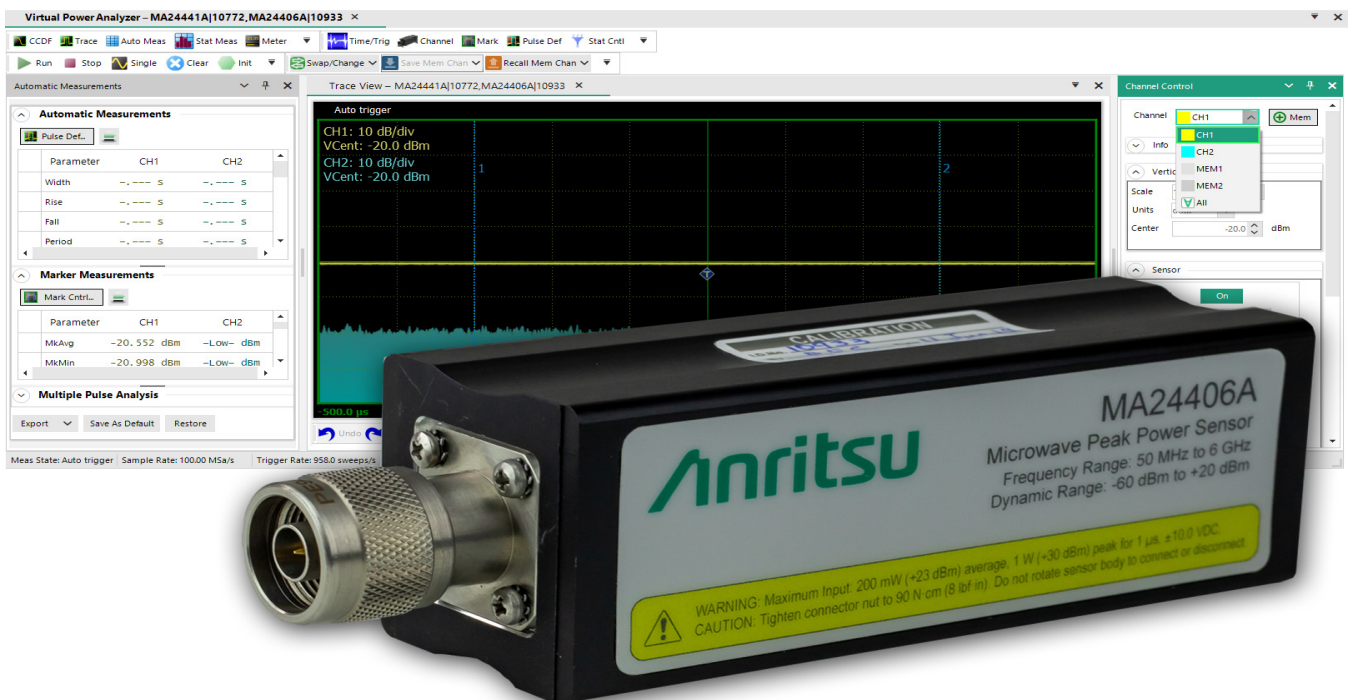 Virtual Power Analyzer – MA24441A|10772,MA24406A|10933
CCDF Trace Auto Meas Stat Meas Meter Time/Trig Channel Mark Pulse Def Stat Cntl
Run Stop Single Clear Init Swap/Change Save Mem Chan Recall Mem Chan
Automatic Measurements
Automatic Measurements
Pulse Def...
Parameter CH1 CH2
Width -.--- s -.--- s
Rise -.--- s -.--- s
Fall -.--- s -.--- s
Period -.--- s -.--- s
Marker Measurements
Mark Cntrl...
Parameter CH1 CH2
MkAvg -20.552 dBm -Low- dBm
MkMin -20.998 dBm -Low- dBm
Multiple Pulse Analysis
Export Save As Default Restore
Meas State: Auto trigger Sample Rate: 100.00 MSa/s Trigger Rate: 958.0 sweeps/s
Trace View – MA24441A|10772,MA24406A|10933
Auto trigger
CH1: 10 dB/div
VCent: -20.0 dBm
CH2: 10 dB/div
VCent: -20.0 dBm
1 2
T
-500.0 µs
Undo
Channel Control
Channel CH1 Mem
CH1
CH2
MEM1
MEM2
All
Info
Scale
Units
Center -20.0 dBm
Sensor
On
CALIBRATION
10933
MA24406A
Microwave Peak Power Sensor
Frequency Range: 50 MHz to 6 GHz
Dynamic Range: -60 dBm to +20 dBm
Anritsu
WARNING: Maximum Input: 200 mW (+23 dBm) average, 1 W (+30 dBm) peak for 1 µs, ±10.0 VDC.
CAUTION: Tighten connector nut to 90 N·cm (8 lbf in). Do not rotate sensor body to connect or disconnect